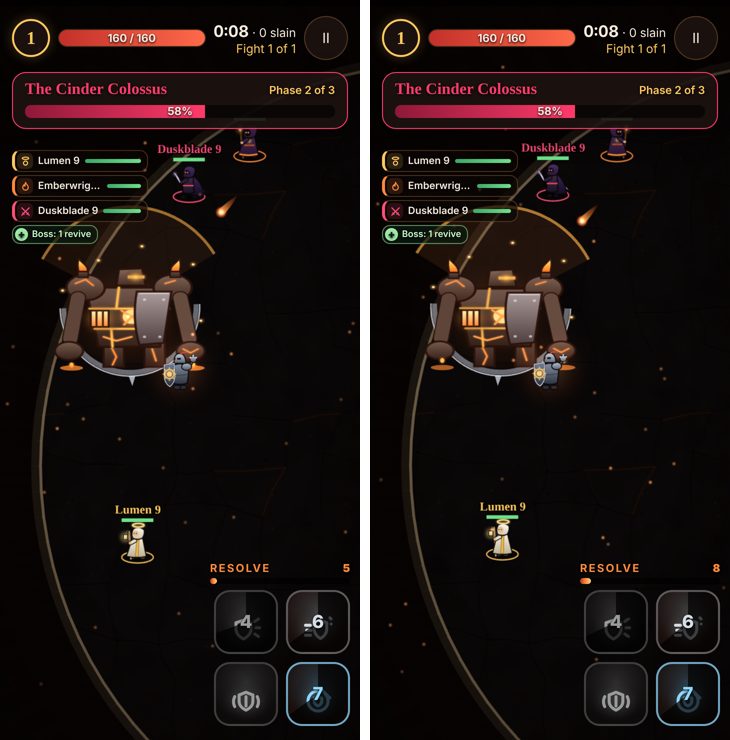 1
160 / 160
0:08 · 0 slain
Fight 1 of 1
The Cinder Colossus
Phase 2 of 3
58%
Lumen 9
Emberwrig...
Duskblade 9
Boss: 1 revive
Duskblade 9
Lumen 9
RESOLVE 5
4
6
7
1
160 / 160
0:08 · 0 slain
Fight 1 of 1
The Cinder Colossus
Phase 2 of 3
58%
Lumen 9
Emberwrig...
Duskblade 9
Boss: 1 revive
Duskblade 9
Lumen 9
RESOLVE 8
4
6
7